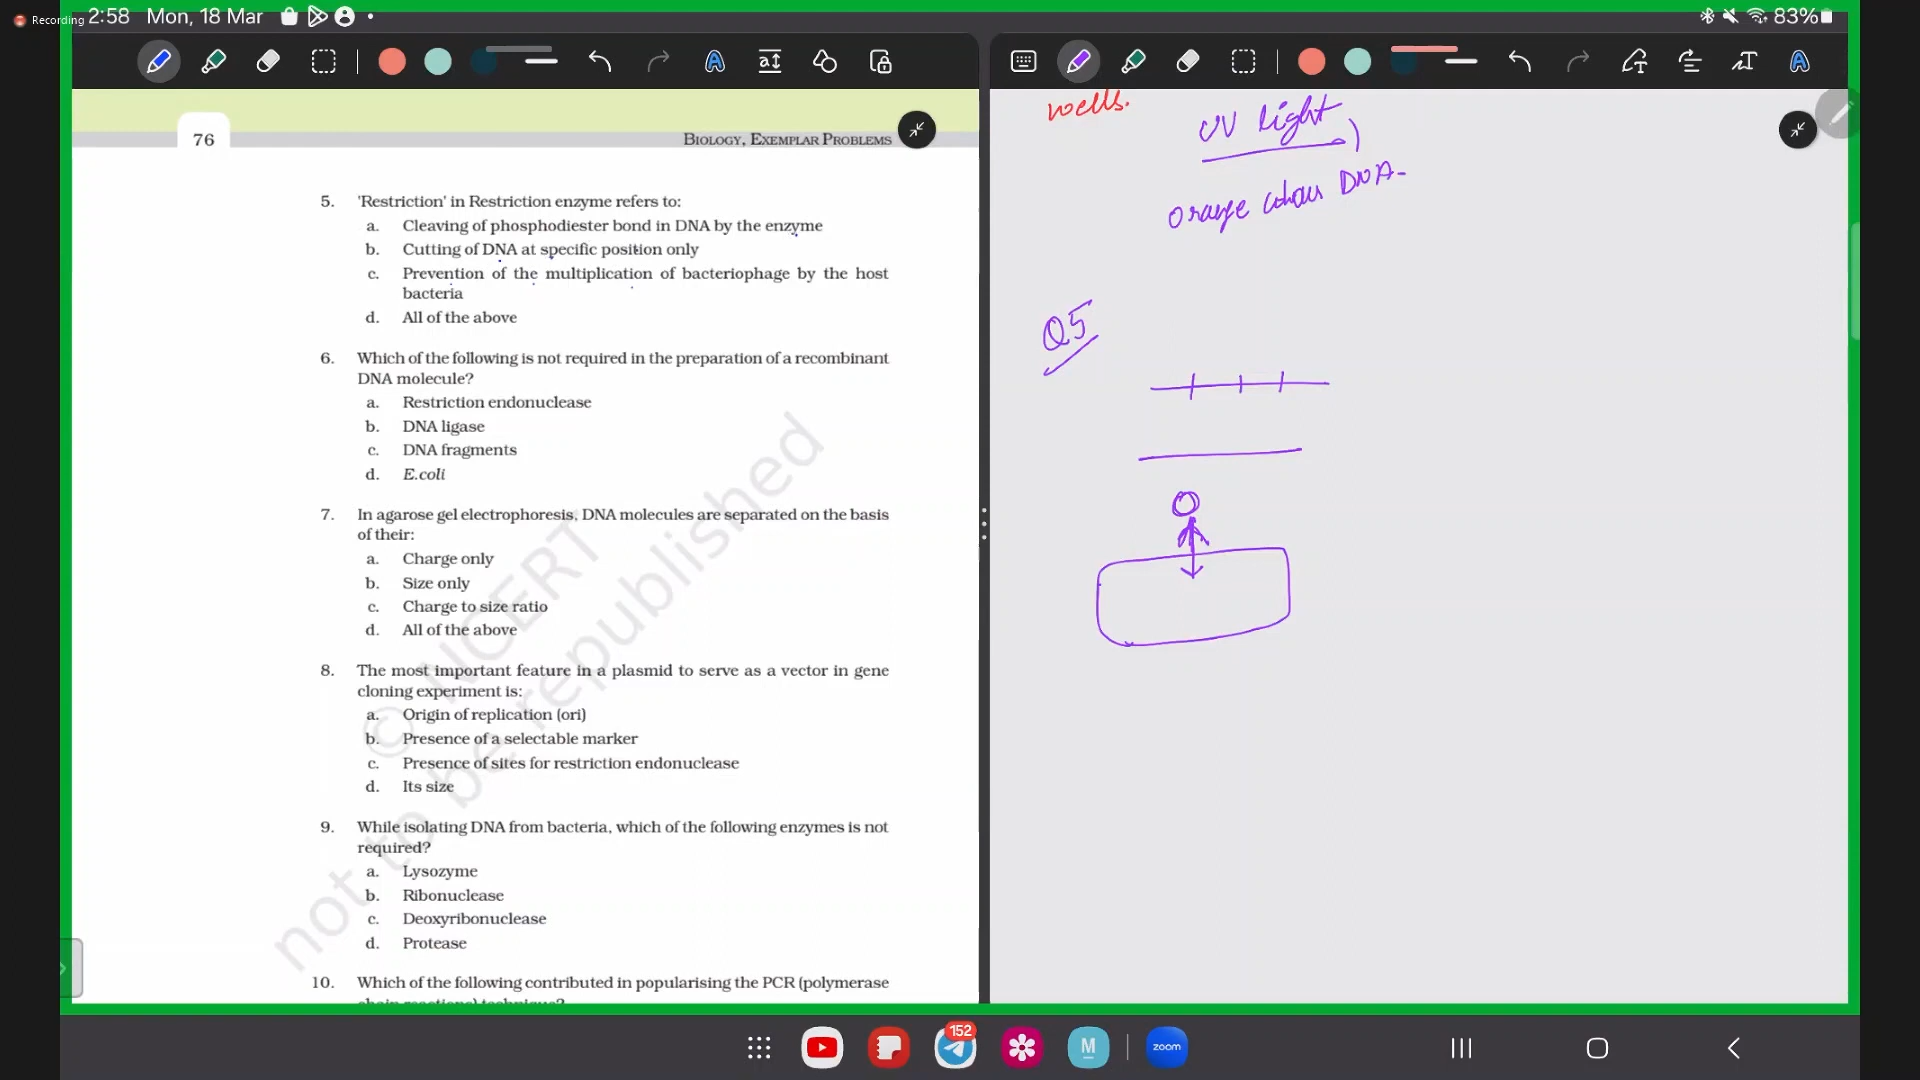 Recording 2:58 Mon, 18 Mar
83%
76
BIOLOGY, EXEMPLAR PROBLEMS
5. 'Restriction' in Restriction enzyme refers to:
a. Cleaving of phosphodiester bond in DNA by the enzyme
b. Cutting of DNA at specific position only
c. Prevention of the multiplication of bacteriophage by the host
bacteria
d. All of the above
6. Which of the following is not required in the preparation of a recombinant
DNA molecule?
a. Restriction endonuclease
b. DNA ligase
c. DNA fragments
d. E.coli
7. In agarose gel electrophoresis, DNA molecules are separated on the basis
of their:
a. Charge only
b. Size only
c. Charge to size ratio
d. All of the above
8. The most important feature in a plasmid to serve as a vector in gene
cloning experiment is:
a. Origin of replication (ori)
b. Presence of a selectable marker
c. Presence of sites for restriction endonuclease
d. Its size
9. While isolating DNA from bacteria, which of the following enzymes is not
required?
a. Lysozyme
b. Ribonuclease
c. Deoxyribonuclease
d. Protease
10. Which of the following contributed in popularising the PCR (polymerase
chain reactions) technique?
© NCERT
not to be republished
wells.
UV light
orange colour DNA-
Q5
152
M
zoom